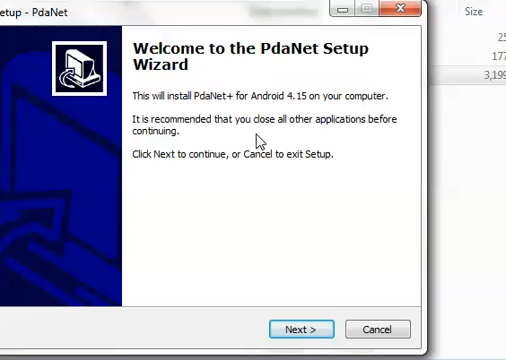 etup - PdaNet
Size
Welcome to the PdaNet Setup
Wizard
25
177
3,199
This will install PdaNet+ for Android 4.15 on your computer.
It is recommended that you close all other applications before
continuing.
Click Next to continue, or Cancel to exit Setup.
Next >
Cancel